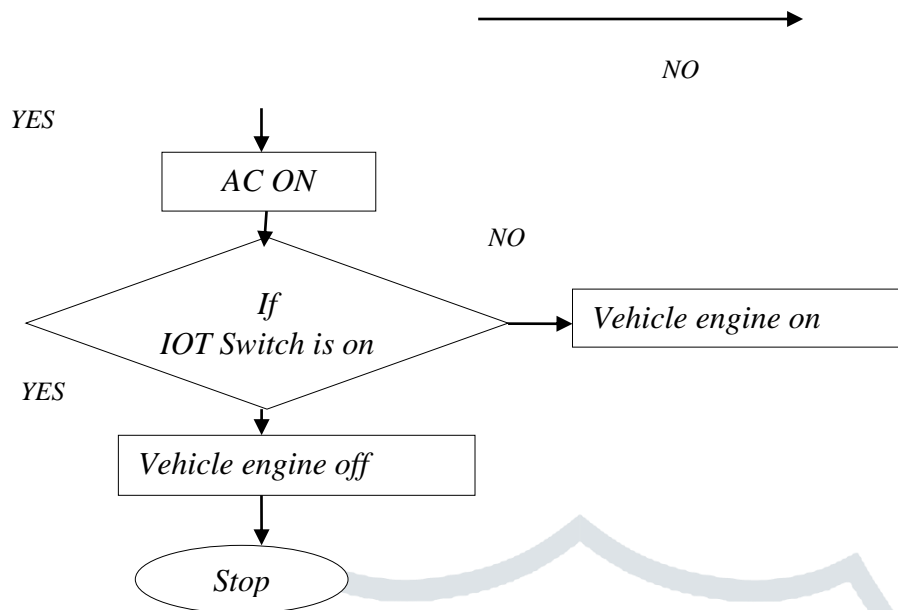 NO
YES
AC ON
NO
If
IOT Switch is on
Vehicle engine on
YES
Vehicle engine off
Stop